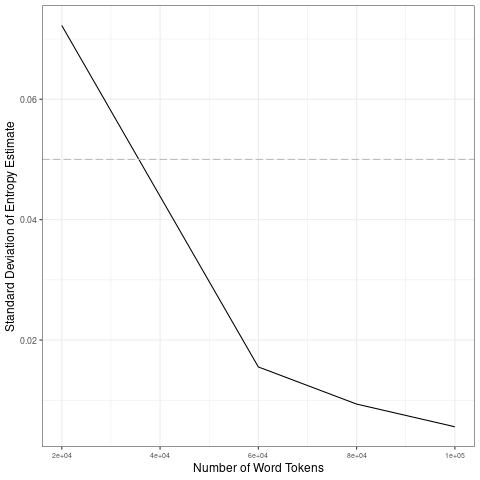 Standard Deviation of Entropy Estimate
0.06
0.04
0.02
2e+04 4e+04 6e+04 8e+04 1e+05
Number of Word Tokens